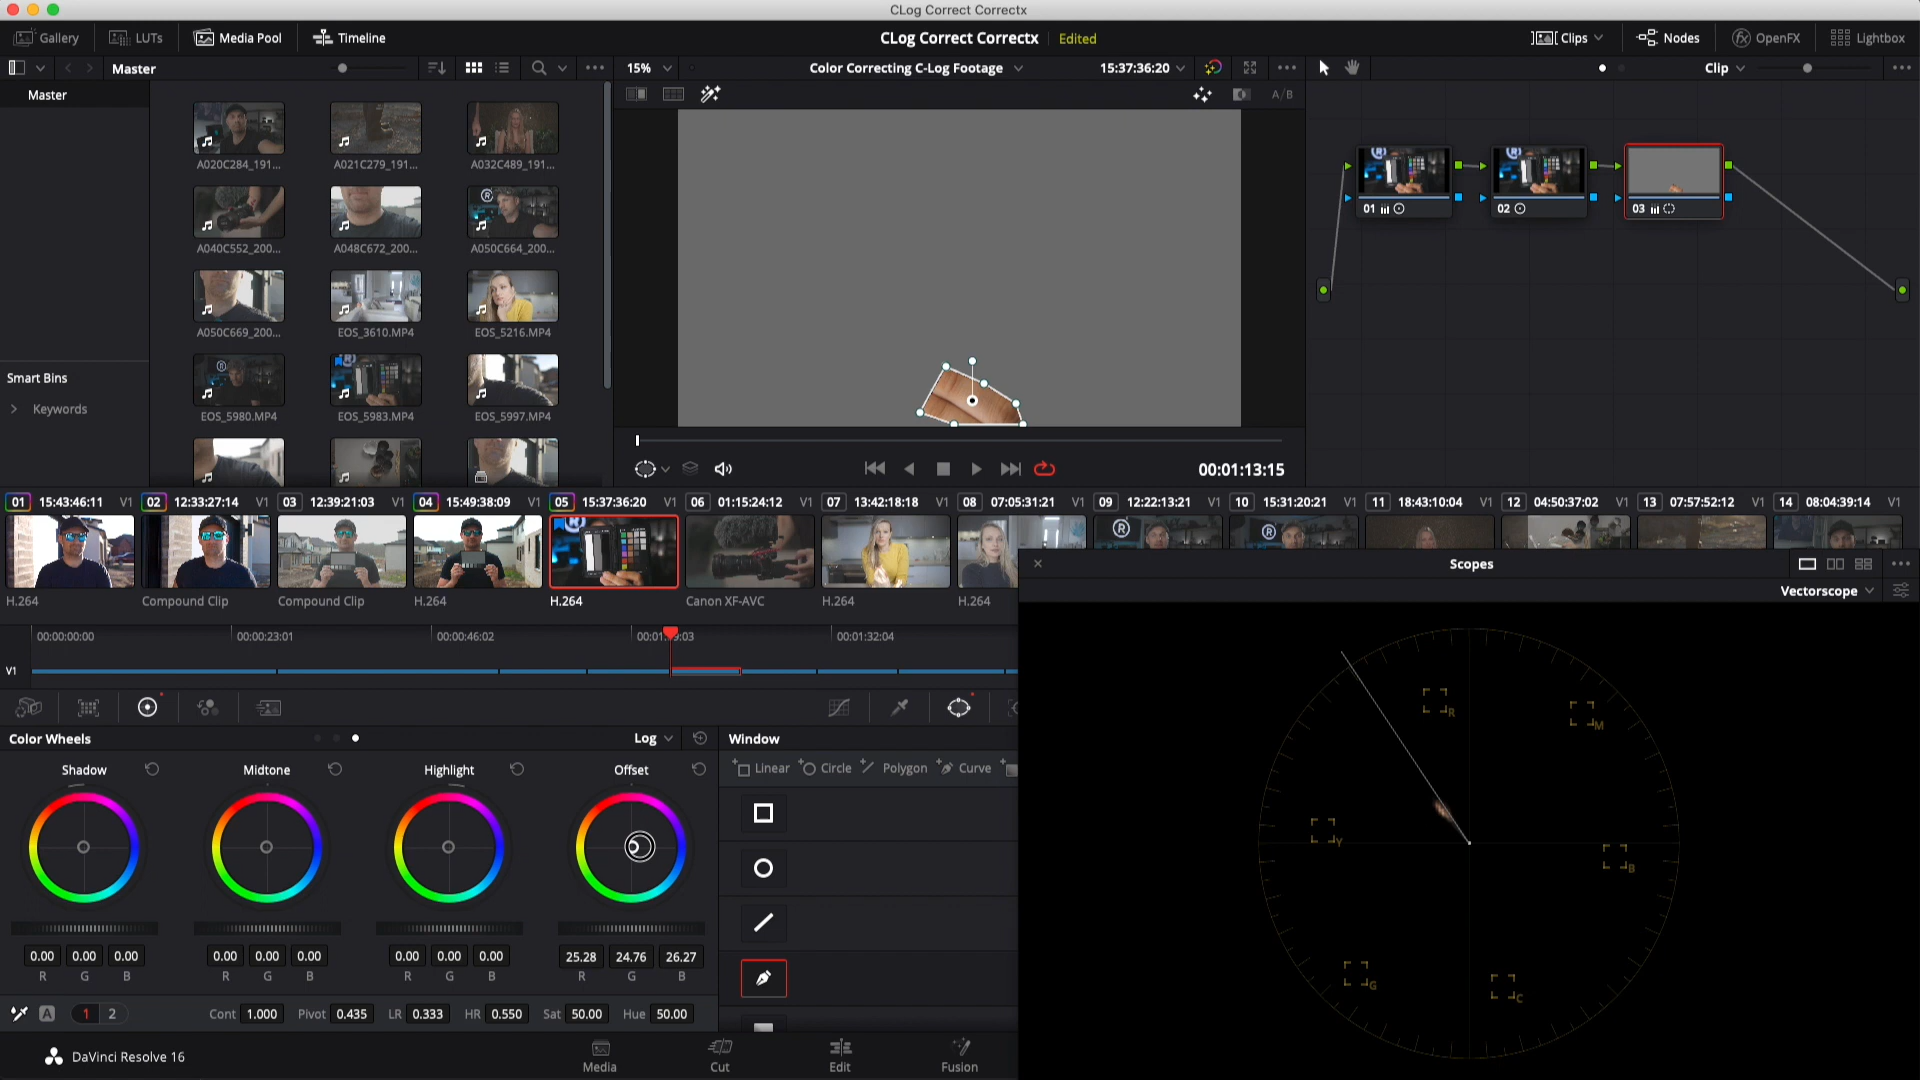 CLog Correct Correctx
Gallery LUTs Media Pool Timeline CLog Correct Correctx Edited Clips Nodes OpenFX Lightbox
Master 15% Color Correcting C-Log Footage 15:37:36:20 Clip
Master A/B
A020C284_191... A021C279_191... A032C489_191...
A040C552_200... A048C672_200... A050C664_200...
01 02 03
A050C669_200... EOS_3610.MP4 EOS_5216.MP4
Smart Bins
Keywords
EOS_5980.MP4 EOS_5983.MP4 EOS_5997.MP4
00:01:13:15
01 15:43:46:11 V1 02 12:33:27:14 V1 03 12:39:21:03 V1 04 15:49:38:09 V1 05 15:37:36:20 V1 06 01:15:24:12 V1 07 13:42:18:18 V1 08 07:05:31:21 V1 09 12:22:13:21 V1 10 15:31:20:21 V1 11 18:43:10:04 V1 12 04:50:37:02 V1 13 07:57:52:12 V1 14 08:04:39:14 V1
Scopes
Vectorscope
H.264 Compound Clip Compound Clip H.264 H.264 Canon XF-AVC H.264 H.264
00:00:00:00 00:00:23:01 00:00:46:02 00:01:09:03 00:01:32:04
V1
R M
Y B
G C
Color Wheels Log Window
Shadow Midtone Highlight Offset Linear Circle Polygon Curve
0.00 0.00 0.00 0.00 0.00 0.00 0.00 0.00 0.00 25.28 24.76 26.27
R G B R G B R G B R G B
A 1 2 Cont 1.000 Pivot 0.435 LR 0.333 HR 0.550 Sat 50.00 Hue 50.00
DaVinci Resolve 16 Media Cut Edit Fusion